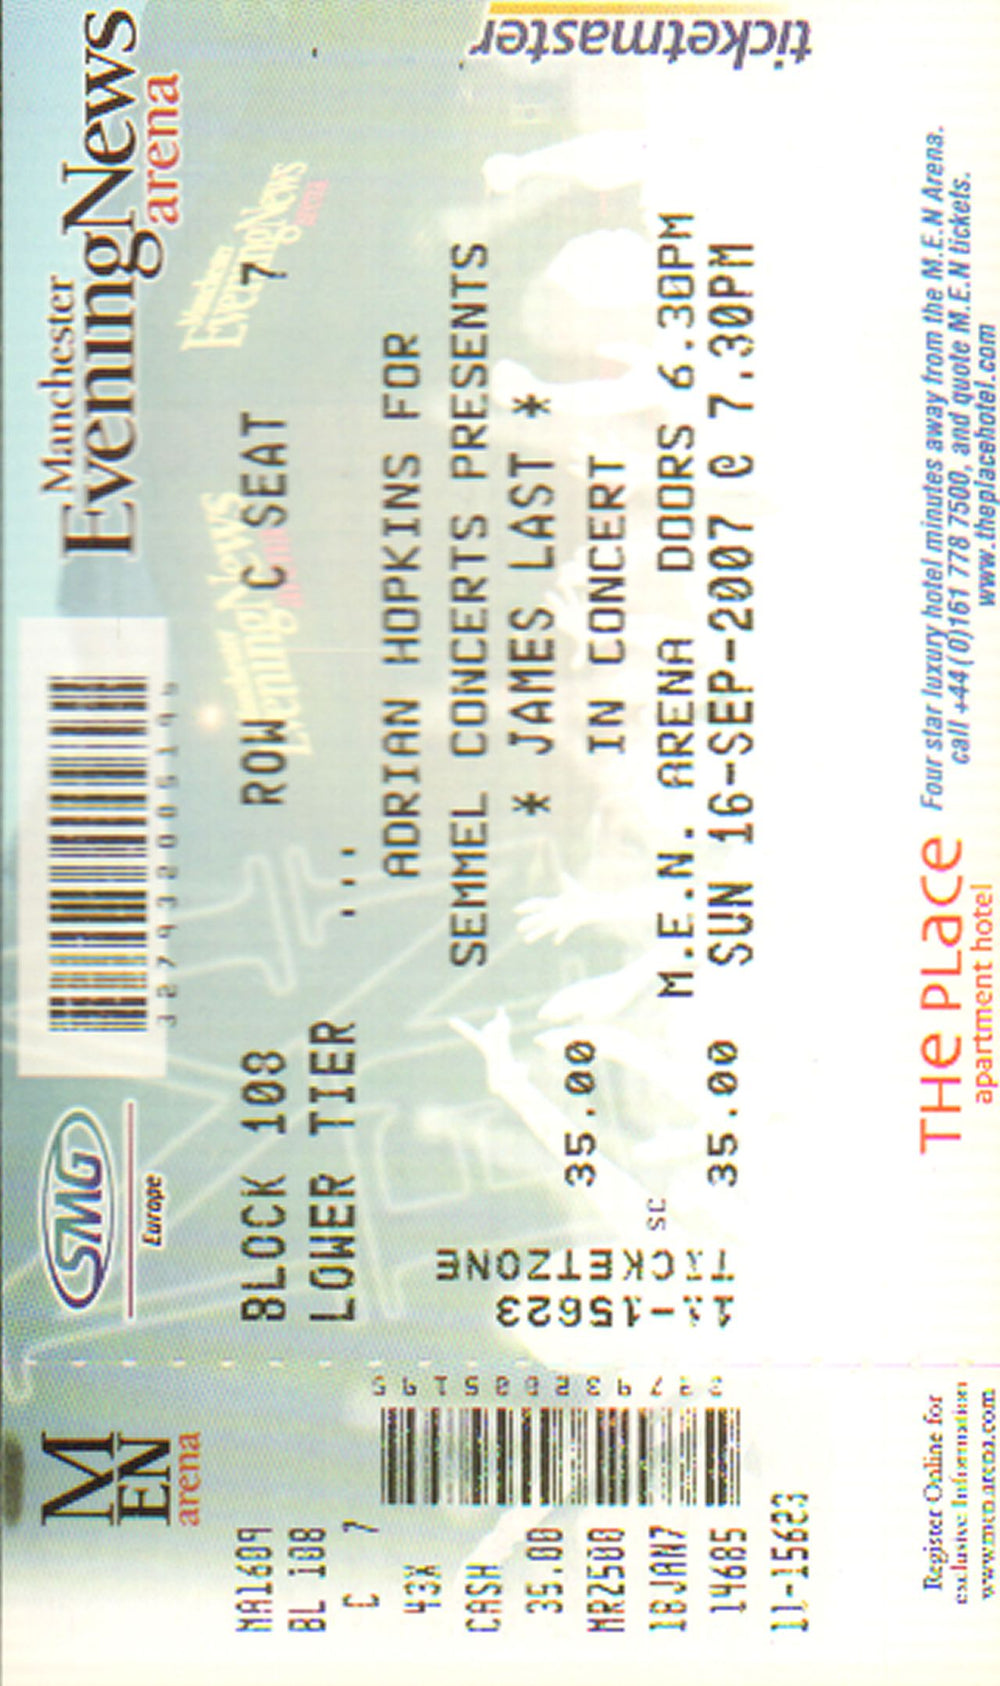 Manchester
EveningNews
arena
SMG
Europe
ticketmaster
BLOCK 108 ROW C SEAT 7
LOWER TIER ...
ADRIAN HOPKINS FOR
SEMMEL CONCERTS PRESENTS
* JAMES LAST *
35.00 IN CONCERT
M.E.N. ARENA DOORS 6.30PM
35.00 SUN 16-SEP-2007 @ 7.30PM
SC
TICKETZONE
11-15623
THE PLACE
apartment hotel
Four star luxury hotel minutes away from the M.E.N Arena.
call +44(0)161 778 7500, and quote M.E.N tickets.
www.theplacehotel.com
MEN
arena
MA1609
BL 108
C 7
43X
CASH
35.00
MRZ500
18JAN7
14685
11-15623
Register Online for
exclusive Information
www.men arena.com